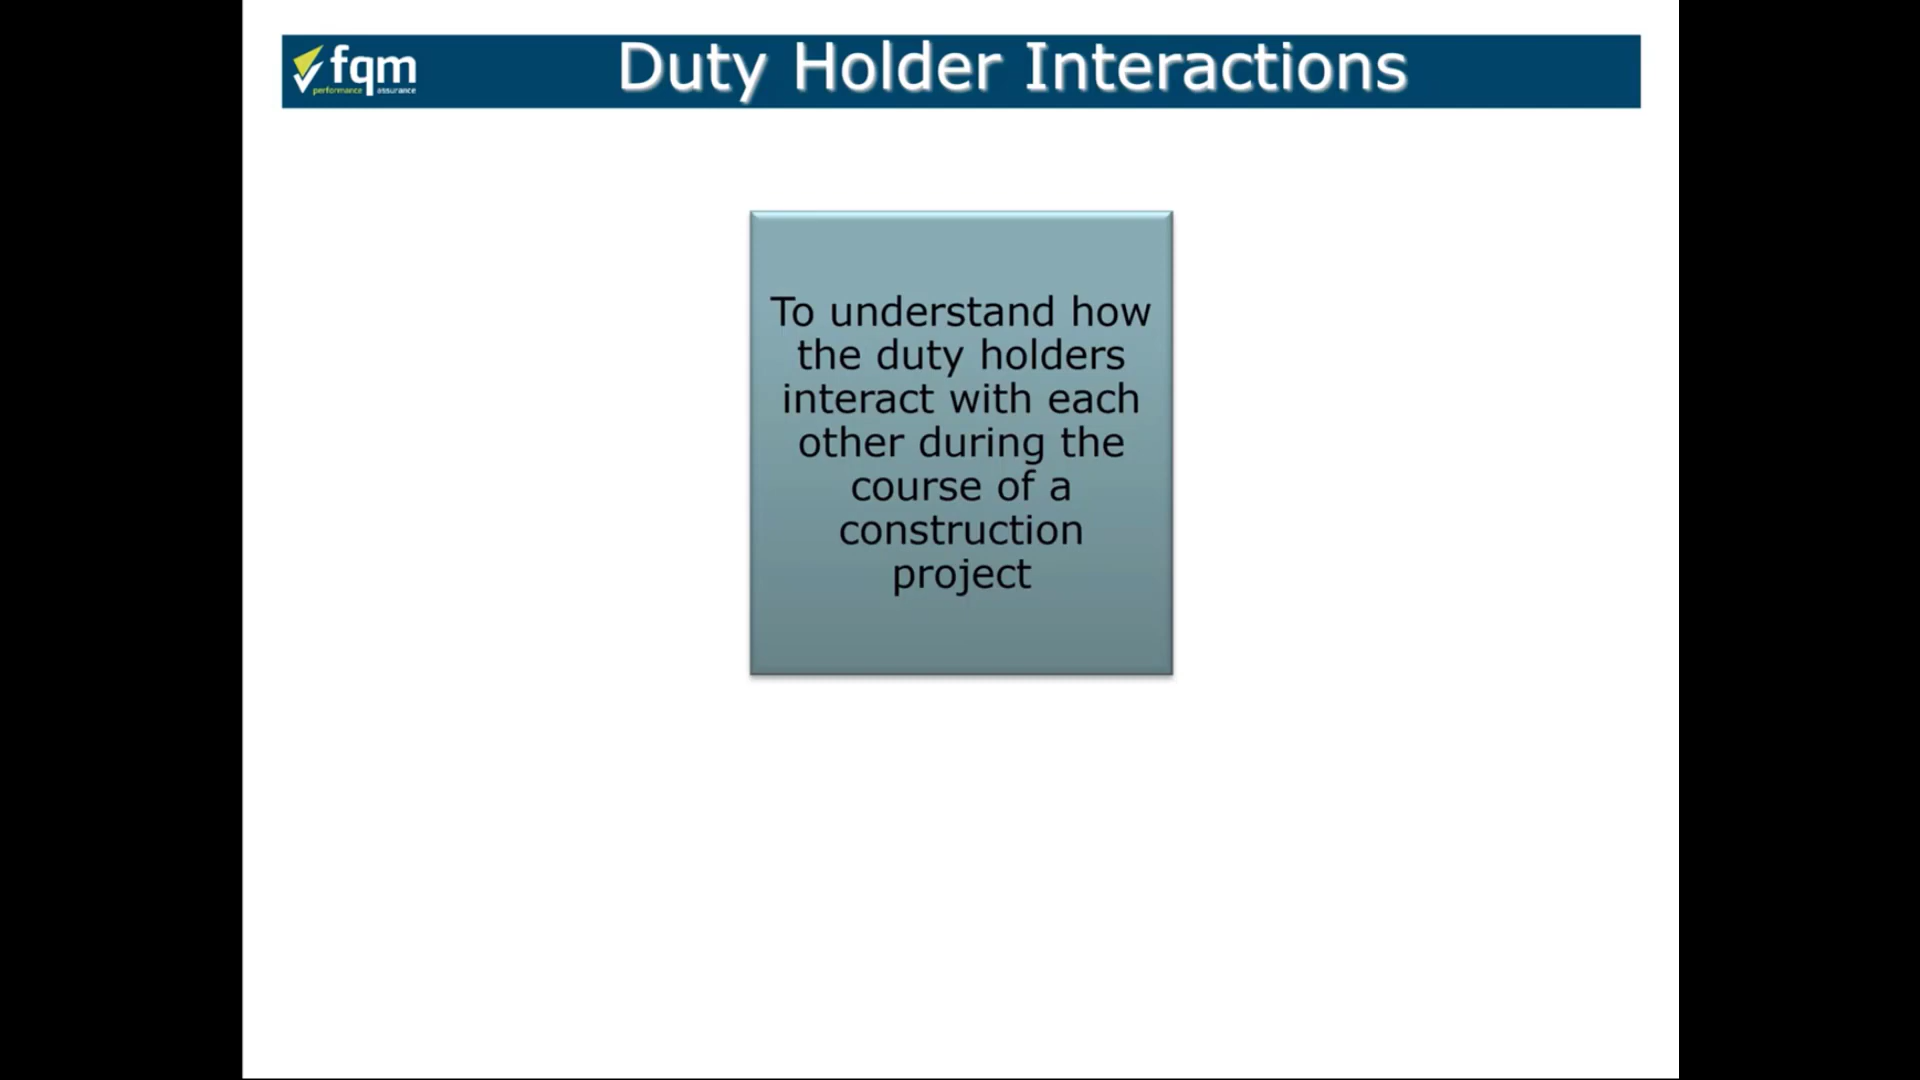 fqm
performance assurance
Duty Holder Interactions
To understand how
the duty holders
interact with each
other during the
course of a
construction
project